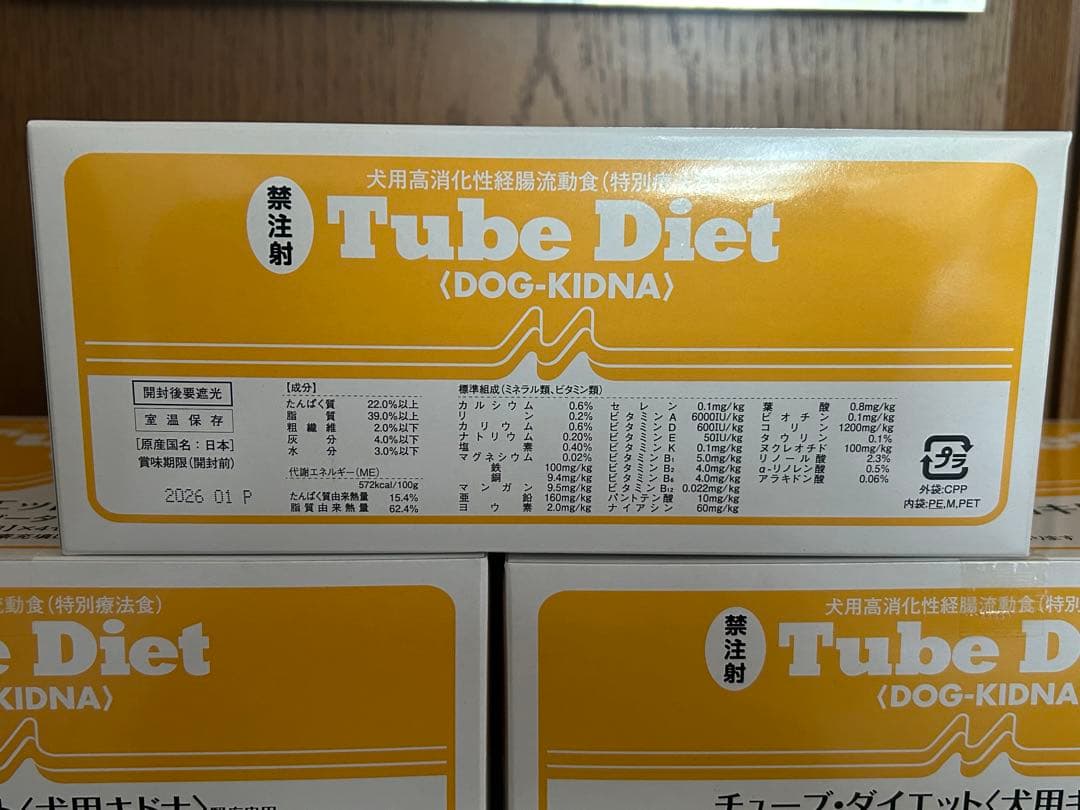 犬用高消化性経腸流動食(特別療
禁注射
Tube Diet
〈DOG-KIDNA〉
開封後要遮光
室温保存
[原産国名:日本]
賞味期限(開封前)
2026 01 P
【成分】
たんぱく質 22.0%以上
脂質 39.0%以上
粗繊維 2.0%以下
灰分 4.0%以下
水分 3.0%以下
代謝エネルギー(ME)
572kcal/100g
たんぱく質由来熱量 15.4%
脂質由来熱量 62.4%
標準組成(ミネラル類、ビタミン類)
カルシウム 0.6%
リン 0.2%
カリウム 0.6%
ナトリウム 0.20%
塩素 0.40%
マグネシウム 0.02%
鉄 100mg/kg
銅 9.4mg/kg
マンガン 9.5mg/kg
亜鉛 160mg/kg
ヨウ素 2.0mg/kg
セレン 0.1mg/kg
ビタミンA 6000IU/kg
ビタミンD 600IU/kg
ビタミンE 50IU/kg
ビタミンK 0.1mg/kg
ビタミンB₁ 5.0mg/kg
ビタミンB₂ 4.0mg/kg
ビタミンB₆ 4.0mg/kg
ビタミンB₁₂ 0.022mg/kg
パントテン酸 10mg/kg
ナイアシン 60mg/kg
葉酸 0.8mg/kg
ビオチン 0.1mg/kg
コリン 1200mg/kg
タウリン 0.1%
ヌクレオチド 100mg/kg
リノール酸 2.3%
α-リノレン酸 0.5%
アラキドン酸 0.06%
プラ
外袋:CPP
内袋:PE,M,PET
流動食(特別療法食)
e Diet
KIDNA〉
ト〈犬用キドナ〉
犬用高消化性経腸流動食(特別
禁注射
Tube D
〈DOG-KIDNA
チューブ・ダイエット〈犬用キ